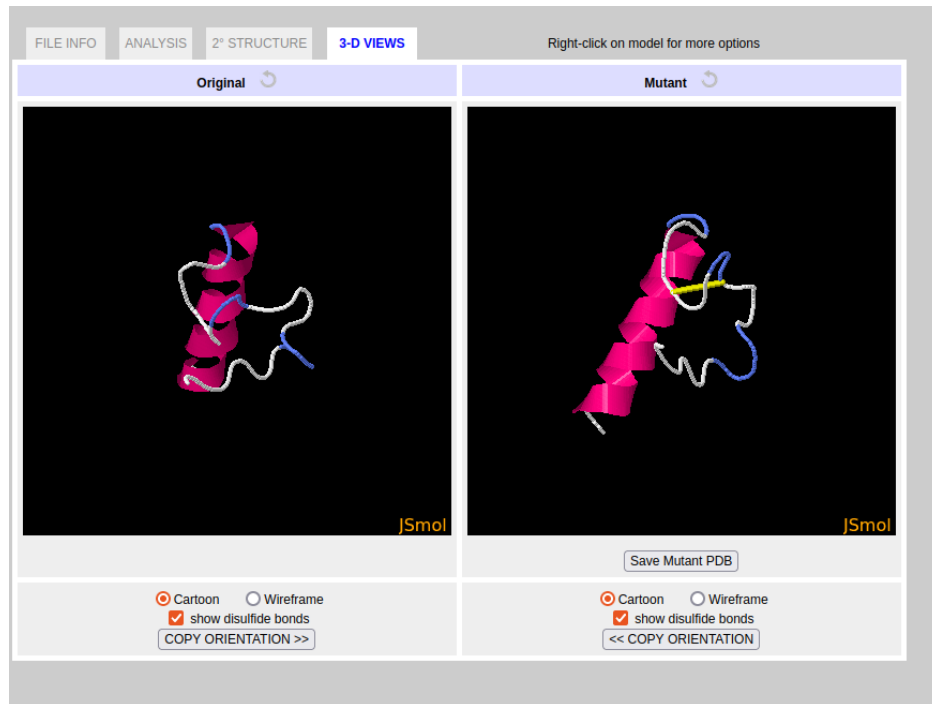 FILE INFO ANALYSIS 2° STRUCTURE 3-D VIEWS Right-click on model for more options
Original Mutant
JSmol JSmol
Save Mutant PDB
Cartoon Wireframe Cartoon Wireframe
show disulfide bonds show disulfide bonds
COPY ORIENTATION >> << COPY ORIENTATION